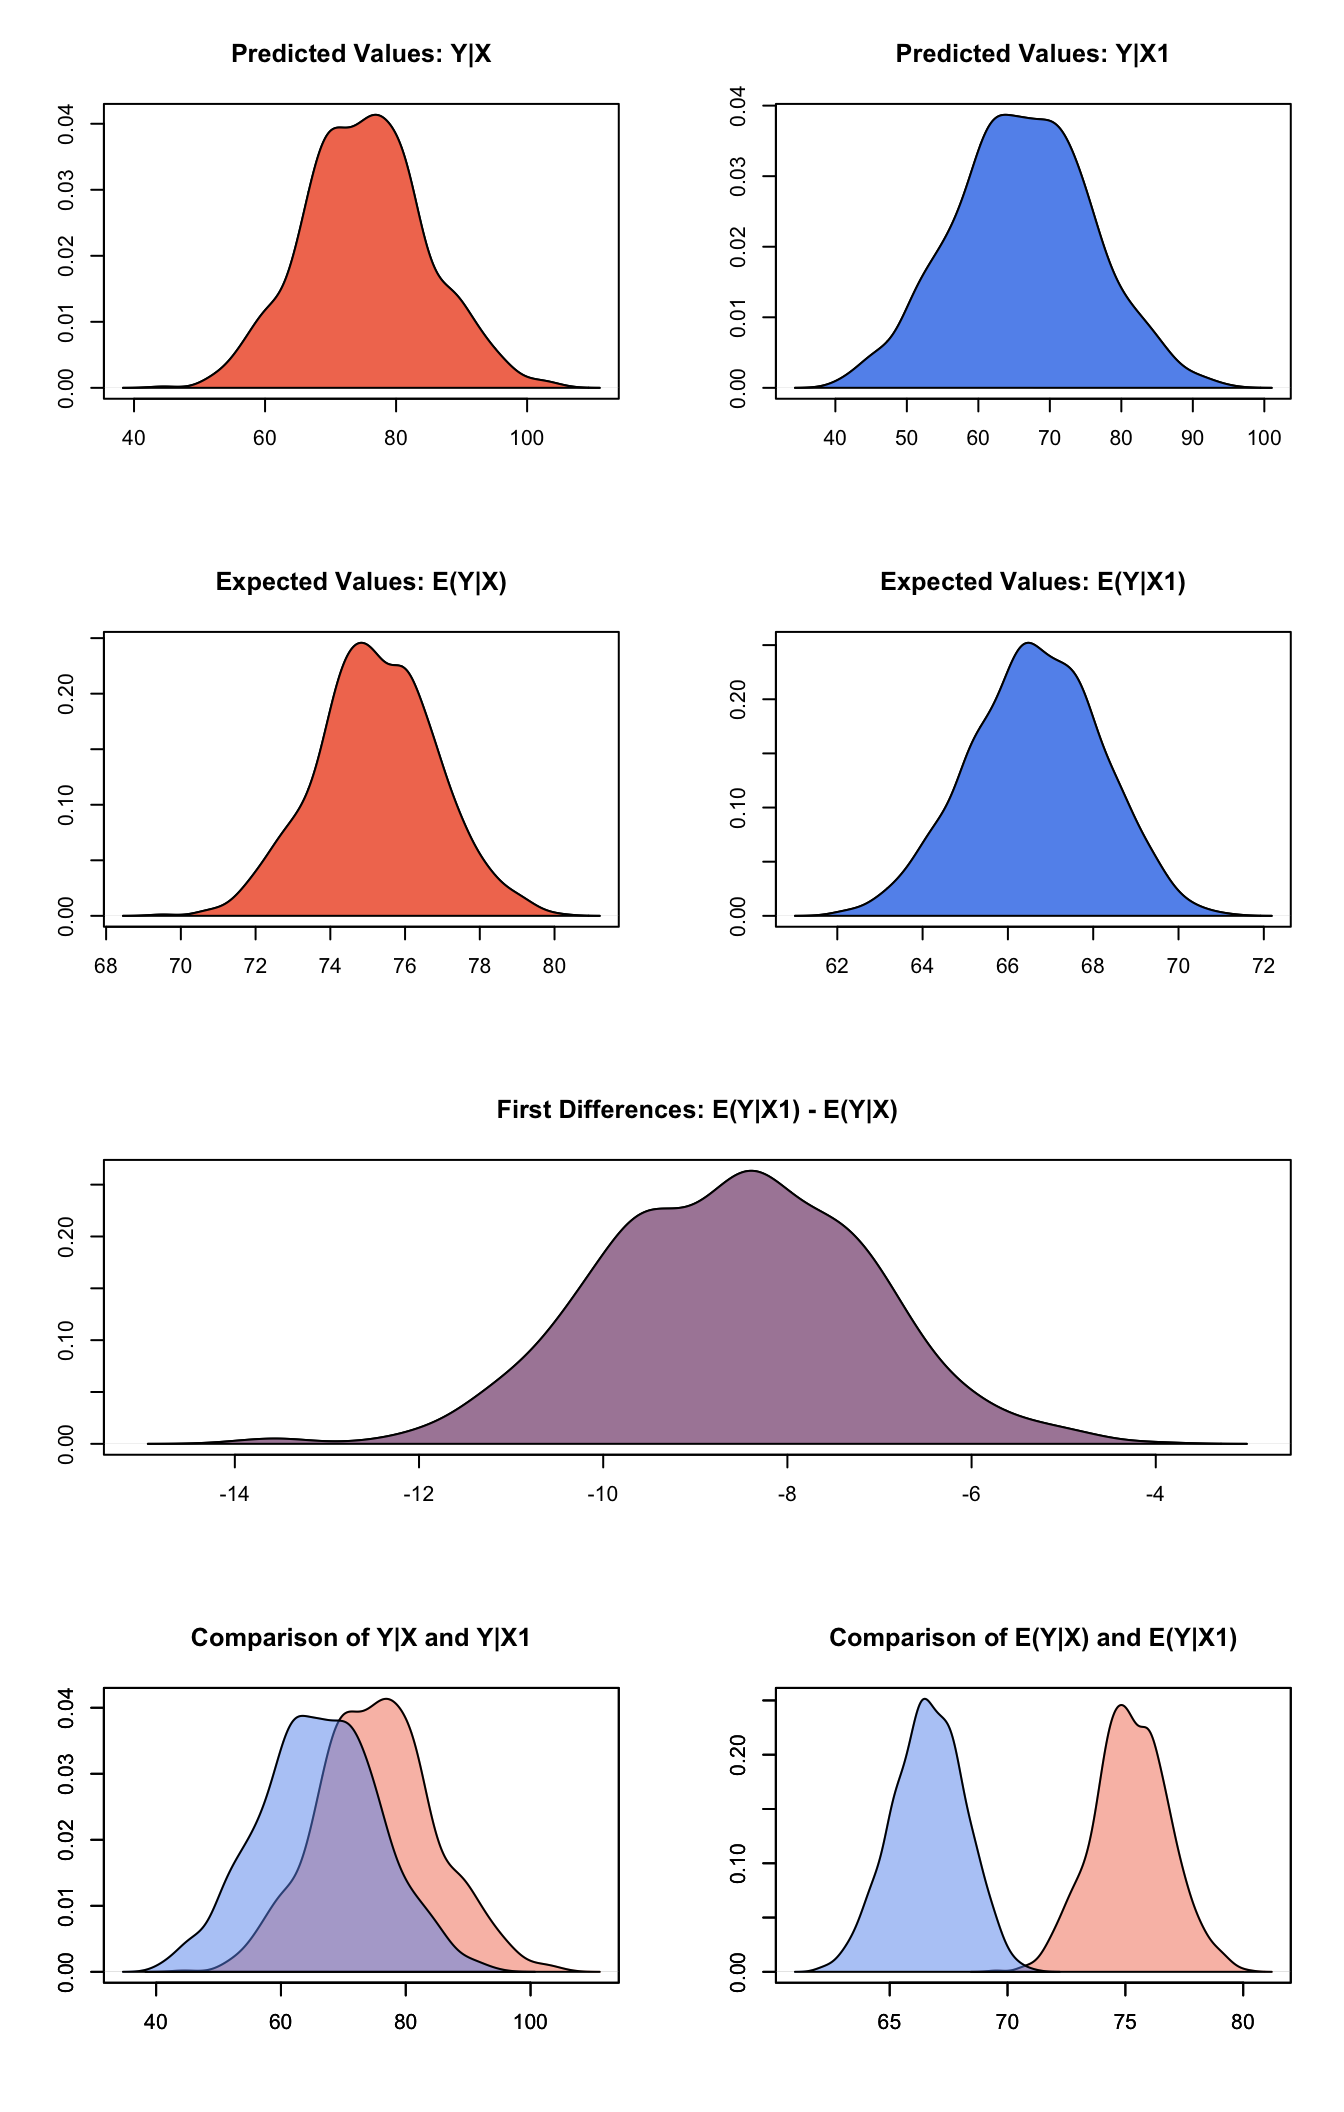 Predicted Values: Y|X
0.00 0.01 0.02 0.03 0.04
40 60 80 100
Predicted Values: Y|X1
0.00 0.01 0.02 0.03 0.04
40 50 60 70 80 90 100
Expected Values: E(Y|X)
0.00 0.10 0.20
68 70 72 74 76 78 80
Expected Values: E(Y|X1)
0.00 0.10 0.20
62 64 66 68 70 72
First Differences: E(Y|X1) - E(Y|X)
0.00 0.10 0.20
-14 -12 -10 -8 -6 -4
Comparison of Y|X and Y|X1
0.00 0.01 0.02 0.03 0.04
40 60 80 100
Comparison of E(Y|X) and E(Y|X1)
0.00 0.10 0.20
65 70 75 80